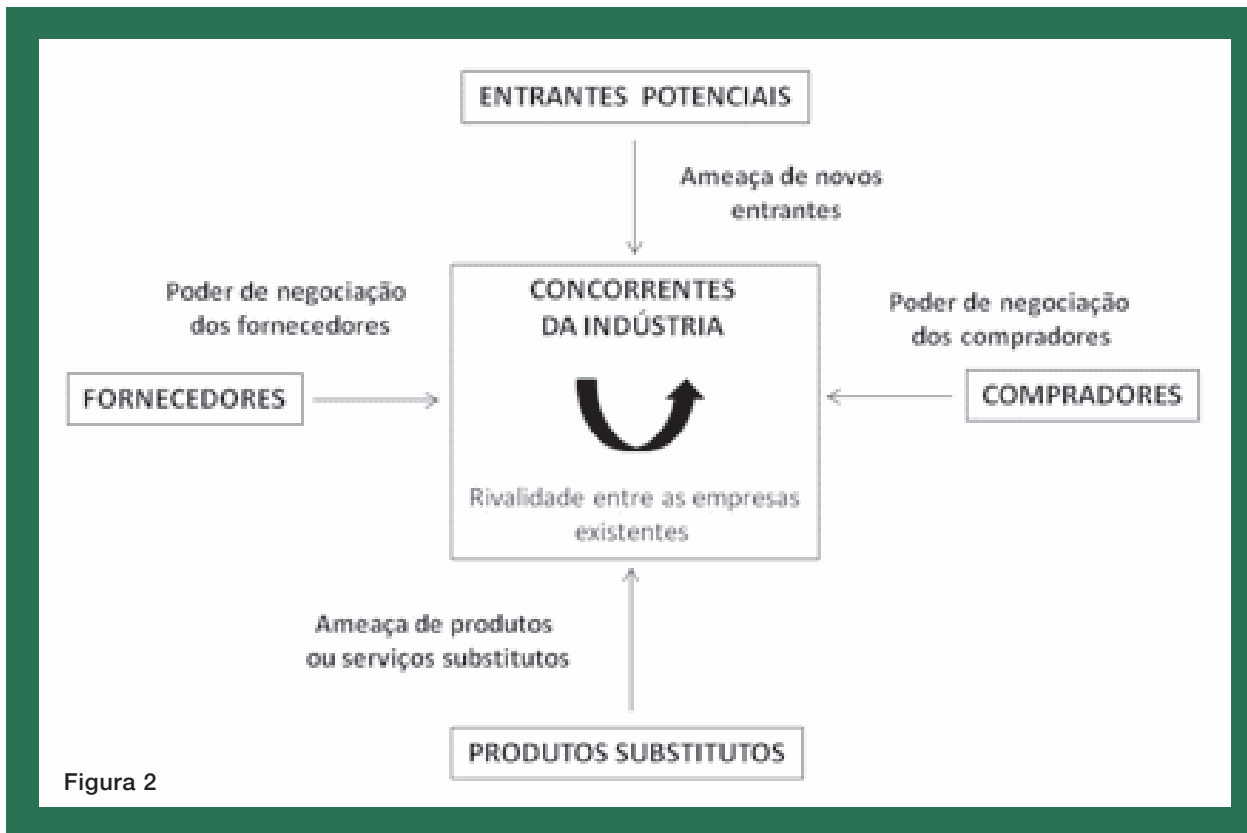 ENTRANTES POTENCIAIS
Ameaça de novos
entrantes
Poder de negociação
dos fornecedores
FORNECEDORES
CONCORRENTES
DA INDÚSTRIA
Rivalidade entre as empresas
existentes
Poder de negociação
dos compradores
COMPRADORES
Ameaça de produtos
ou serviços substitutos
PRODUTOS SUBSTITUTOS
Figura 2